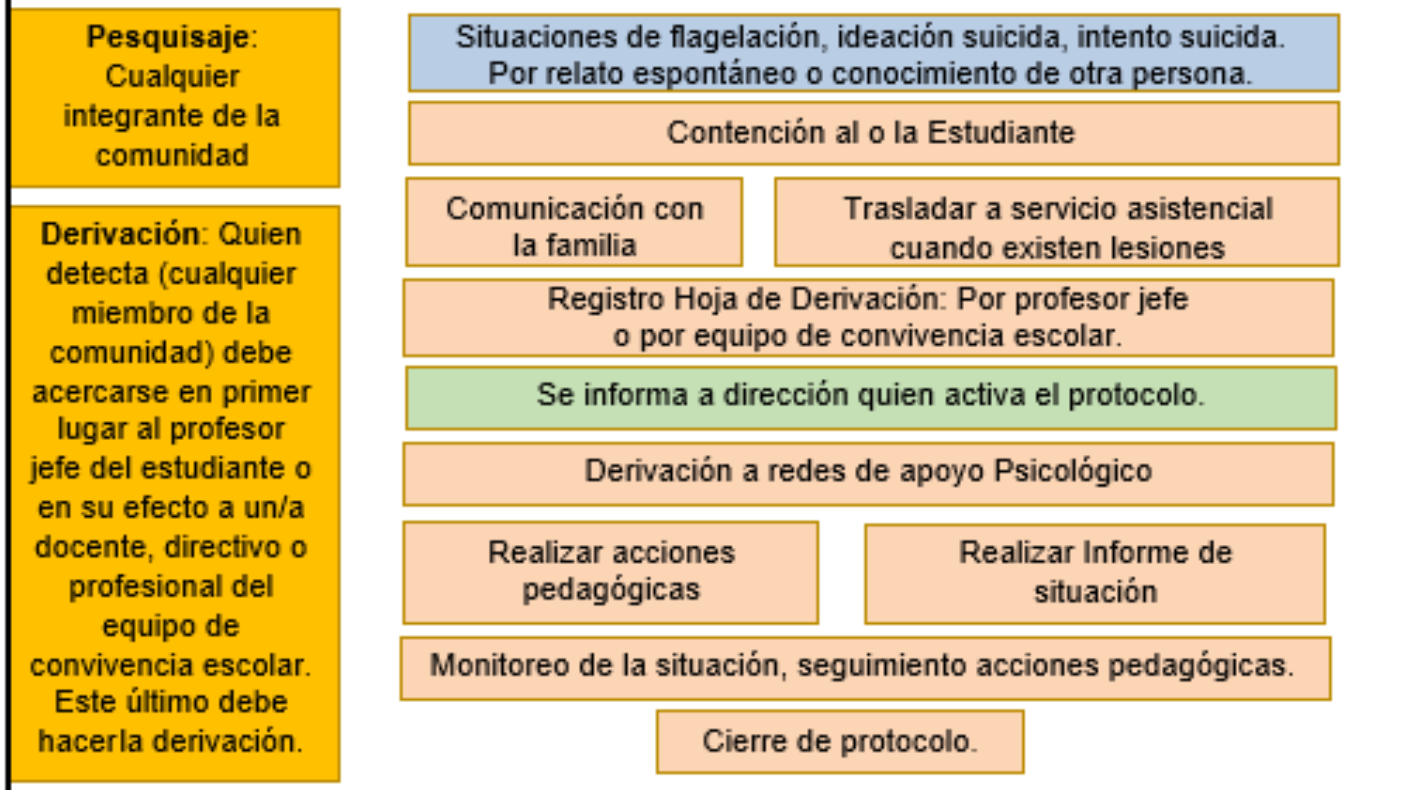 Pesquisaje:
Cualquier
integrante de la
comunidad
Derivación: Quien
detecta (cualquier
miembro de la
comunidad) debe
acercarse en primer
lugar al profesor
jefe del estudiante o
en su efecto a un/a
docente, directivo o
profesional del
equipo de
convivencia escolar.
Este último debe
hacerla derivación.
Situaciones de flagelación, ideación suicida, intento suicida.
Por relato espontáneo o conocimiento de otra persona.
Contención al o la Estudiante
Comunicación con
la familia
Trasladar a servicio asistencial
cuando existen lesiones
Registro Hoja de Derivación: Por profesor jefe
o por equipo de convivencia escolar.
Se informa a dirección quien activa el protocolo.
Derivación a redes de apoyo Psicológico
Realizar acciones
pedagógicas
Realizar Informe de
situación
Monitoreo de la situación, seguimiento acciones pedagógicas.
Cierre de protocolo.